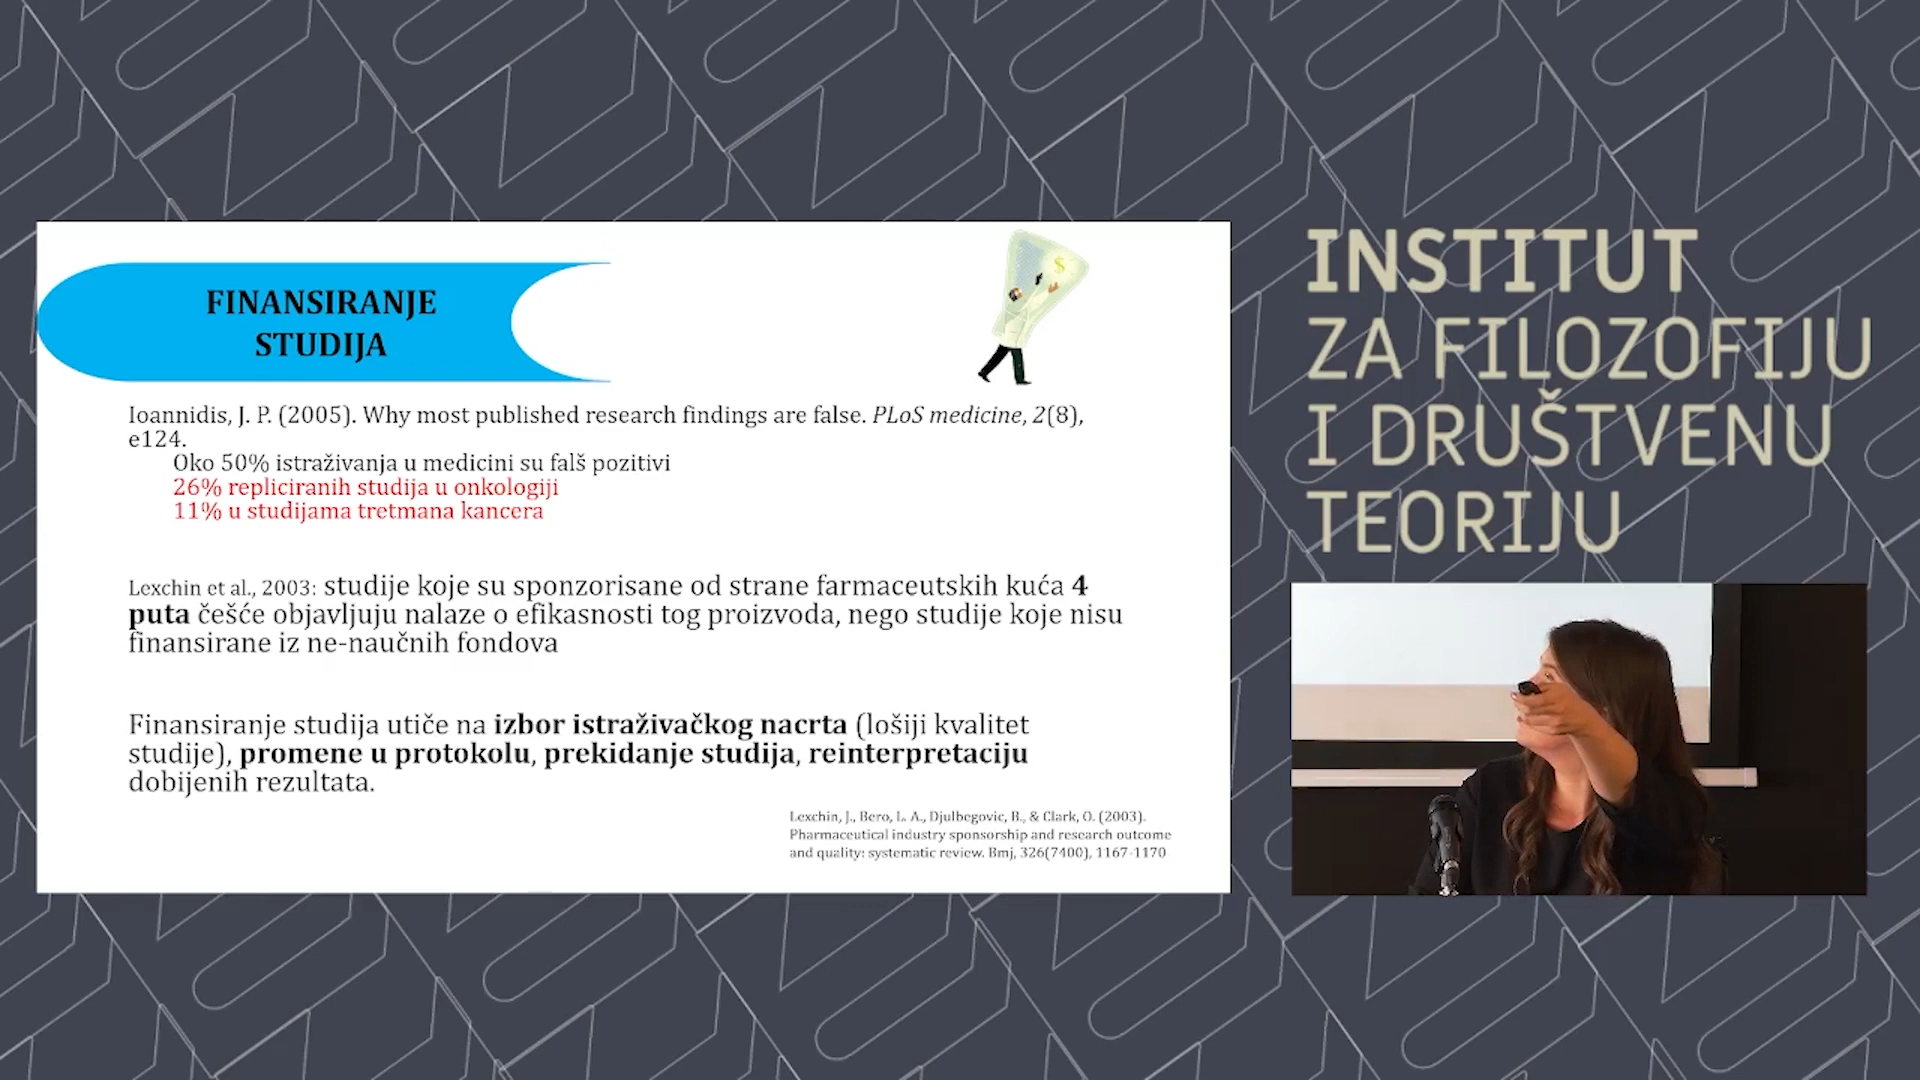 FINANSIRANJE
STUDIJA
$
Ioannidis, J. P. (2005). Why most published research findings are false. PLoS medicine, 2(8),
e124.
Oko 50% istraživanja u medicini su falš pozitivi
26% repliciranih studija u onkologiji
11% u studijama tretmana kancera
Lexchin et al., 2003: studije koje su sponzorisane od strane farmaceutskih kuća 4
puta češće objavljuju nalaze o efikasnosti tog proizvoda, nego studije koje nisu
finansirane iz ne-naučnih fondova
Finansiranje studija utiče na izbor istraživačkog nacrta (lošiji kvalitet
studije), promene u protokolu, prekidanje studija, reinterpretaciju
dobijenih rezultata.
Lexchin, J., Bero, L. A., Djulbegovic, B., & Clark, O. (2003).
Pharmaceutical industry sponsorship and research outcome
and quality: systematic review. Bmj, 326(7400), 1167-1170
INSTITUT
ZA FILOZOFIJU
I DRUŠTVENU
TEORIJU